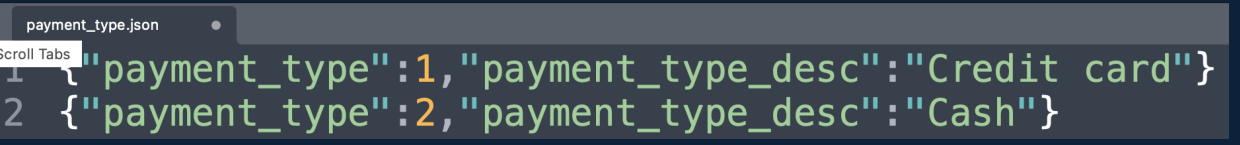 payment_type.json
Scroll Tabs
1 {"payment_type":1,"payment_type_desc":"Credit card"}
2 {"payment_type":2,"payment_type_desc":"Cash"}